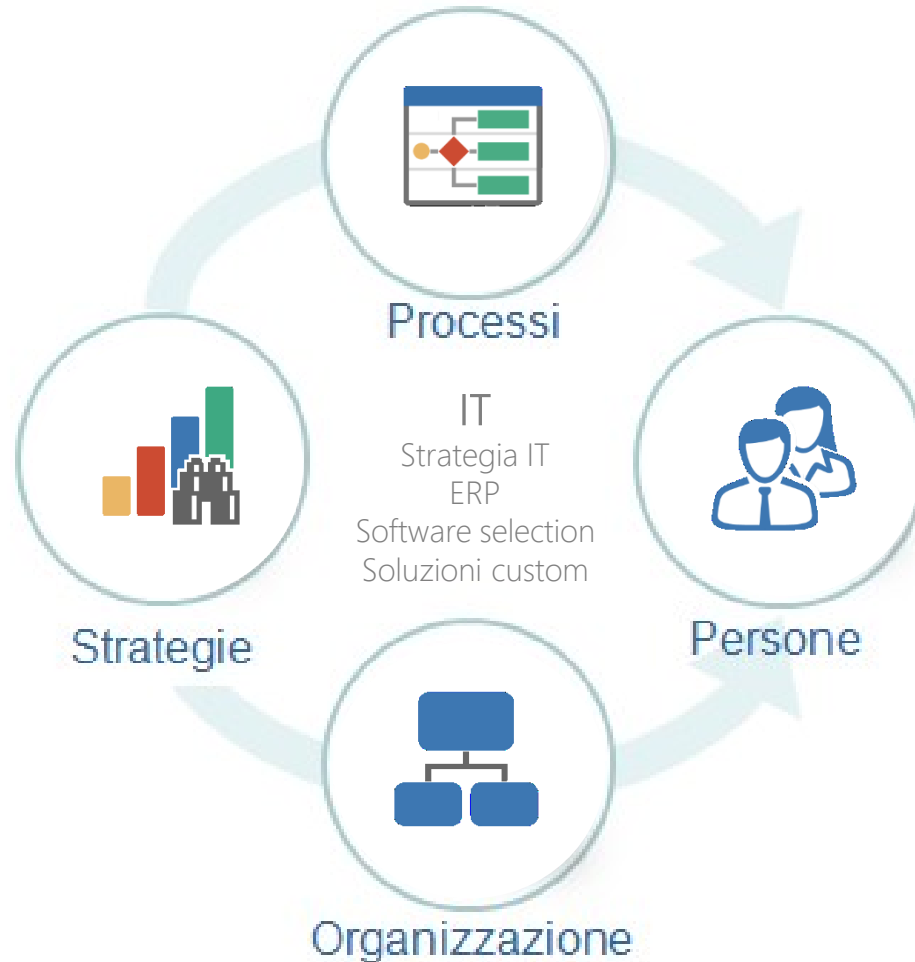 Processi
IT
Strategia IT
ERP
Software selection
Soluzioni custom
Strategie
Persone
Organizzazione